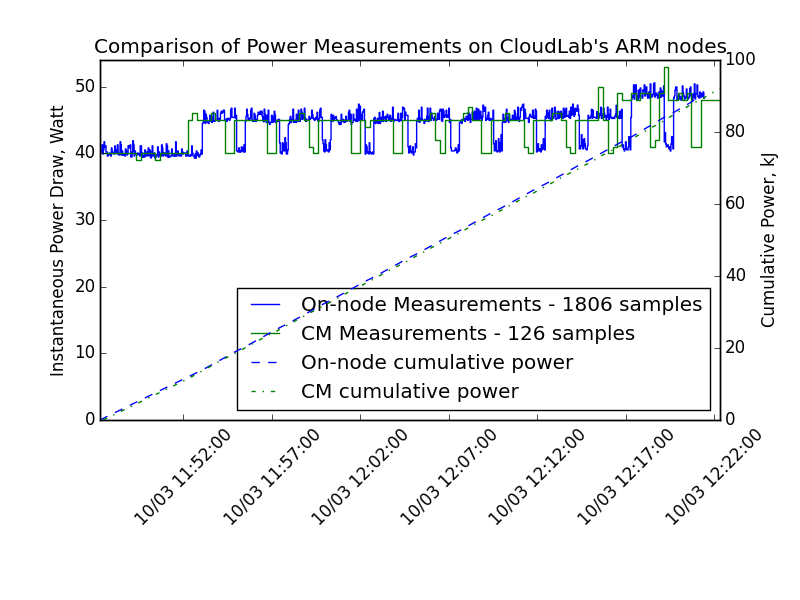 Comparison of Power Measurements on CloudLab's ARM nodes
Instantaneous Power Draw, Watt
50
40
30
20
10
0
100
80
60
40
20
0
Cumulative Power, kJ
On-node Measurements - 1806 samples
CM Measurements - 126 samples
On-node cumulative power
CM cumulative power
10/03 11:52:00
10/03 11:57:00
10/03 12:02:00
10/03 12:07:00
10/03 12:12:00
10/03 12:17:00
10/03 12:22:00